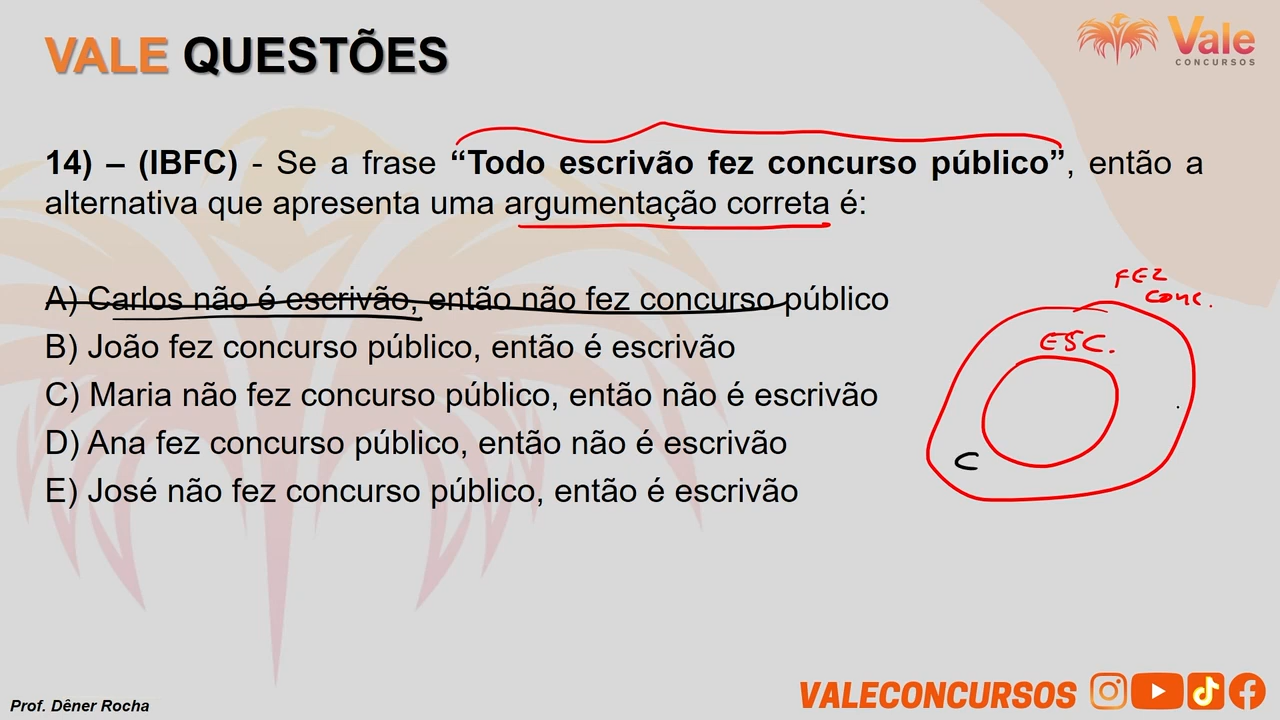 VALE QUESTÕES
Vale
CONCURSOS
14) – (IBFC) - Se a frase “Todo escrivão fez concurso público”, então a
alternativa que apresenta uma argumentação correta é:
A) Carlos não é escrivão, então não fez concurso público
B) João fez concurso público, então é escrivão
C) Maria não fez concurso público, então não é escrivão
D) Ana fez concurso público, então não é escrivão
E) José não fez concurso público, então é escrivão
FEZ
CONC.
ESC.
C
Prof. Dêner Rocha
VALECONCURSOS